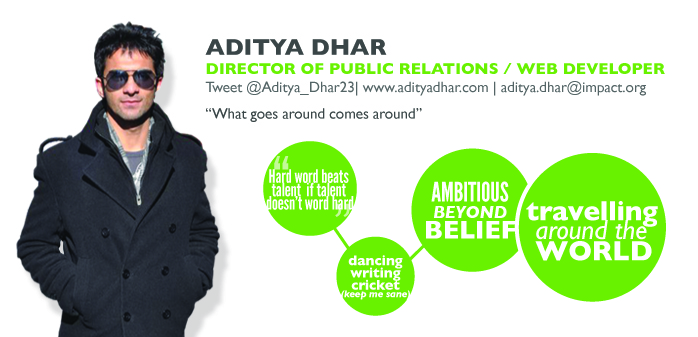 ADITYA DHAR
DIRECTOR OF PUBLIC RELATIONS / WEB DEVELOPER
Tweet @Aditya_Dhar23| www.adityadhar.com | aditya.dhar@impact.org
“What goes around comes around”
“
Hard word beats
talent if talent
doesn't word hard
”
dancing
writing
cricket
(keep me sane)
AMBITIOUS
BEYOND
BELIEF
travelling
around the
WORLD